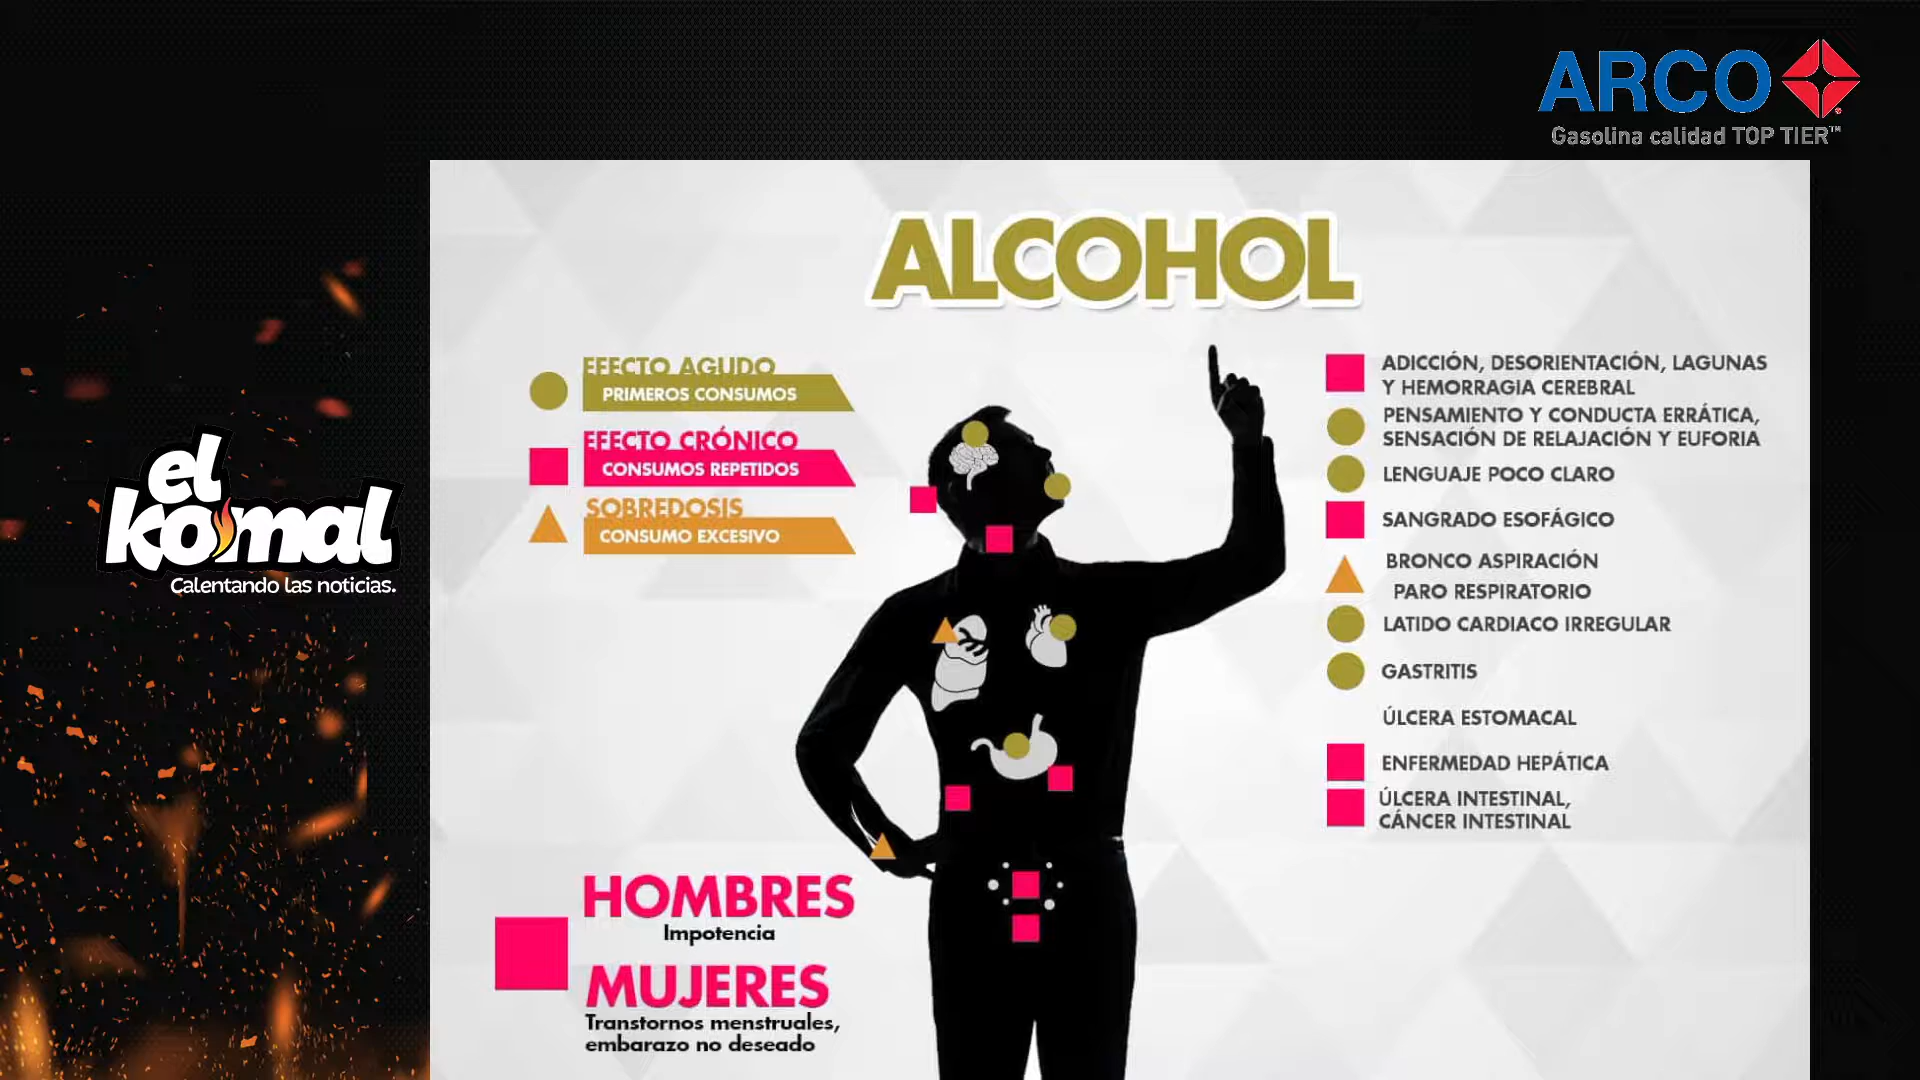 ARCO
Gasolina calidad TOP TIER™
el
komal
Calentando las noticias.
ALCOHOL
EFECTO AGUDO
PRIMEROS CONSUMOS
EFECTO CRÓNICO
CONSUMOS REPETIDOS
SOBREDOSIS
CONSUMO EXCESIVO
ADICCIÓN, DESORIENTACIÓN, LAGUNAS
Y HEMORRAGIA CEREBRAL
PENSAMIENTO Y CONDUCTA ERRÁTICA,
SENSACIÓN DE RELAJACIÓN Y EUFORIA
LENGUAJE POCO CLARO
SANGRADO ESOFÁGICO
BRONCO ASPIRACIÓN
PARO RESPIRATORIO
LATIDO CARDIACO IRREGULAR
GASTRITIS
ÚLCERA ESTOMACAL
ENFERMEDAD HEPÁTICA
ÚLCERA INTESTINAL,
CÁNCER INTESTINAL
HOMBRES
Impotencia
MUJERES
Transtornos menstruales,
embarazo no deseado